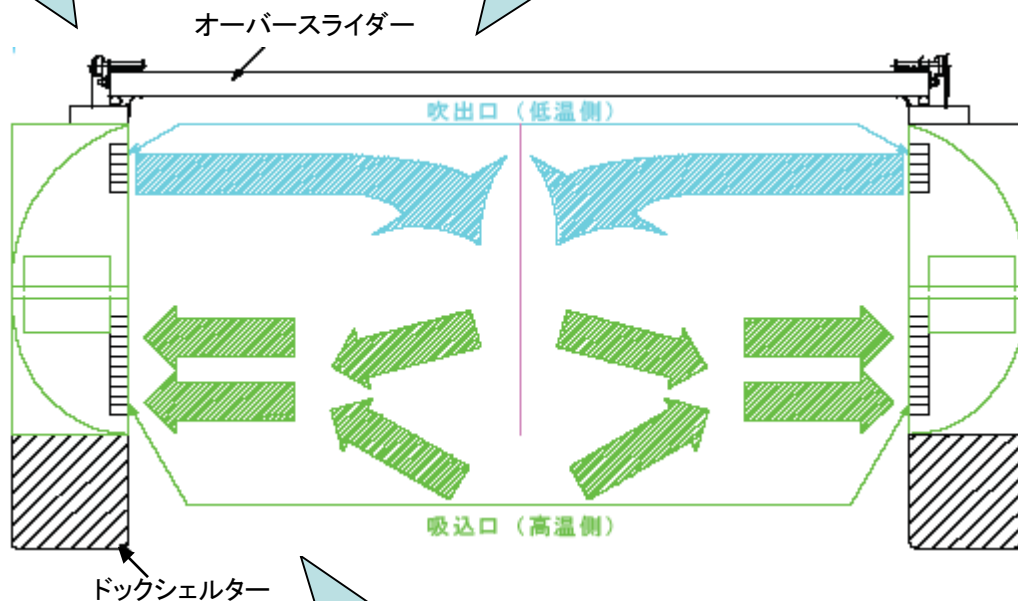 オーバースライダー
吹出口（低温側）
吸込口（高温側）
ドックシェルター